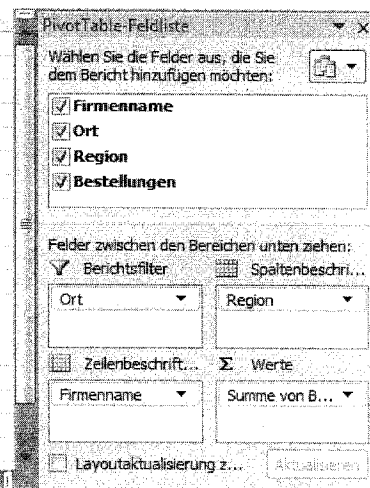 PivotTable-Feldliste
Wählen Sie die Felder aus, die Sie
dem Bericht hinzufügen möchten:
Firmenname
Ort
Region
Bestellungen
Felder zwischen den Bereichen unten ziehen:
Berichtsfilter Spaltenbeschri...
Ort Region
Zeilenbeschrift... Σ Werte
Firmenname Summe von B...
Layoutaktualisierung z... Aktualisieren